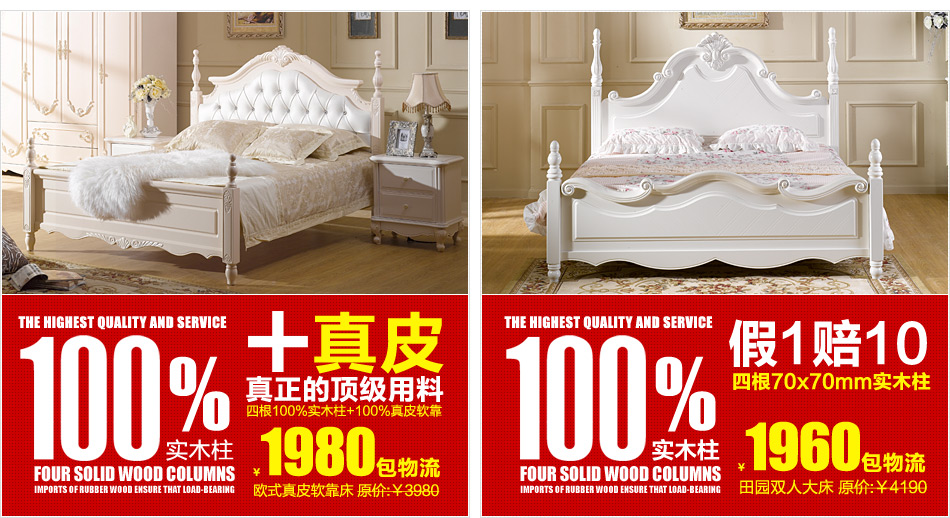 THE HIGHEST QUALITY AND SERVICE
100%
实木柱
FOUR SOLID WOOD COLUMNS
IMPORTS OF RUBBER WOOD ENSURE THAT LOAD-BEARING
+真皮
真正的顶级用料
四根100%实木柱+100%真皮软靠
¥1980包物流
欧式真皮软靠床 原价:¥3980
THE HIGHEST QUALITY AND SERVICE
100%
实木柱
FOUR SOLID WOOD COLUMNS
IMPORTS OF RUBBER WOOD ENSURE THAT LOAD-BEARING
假1赔10
四根70x70mm实木柱
¥1960包物流
田园双人大床 原价:¥4190